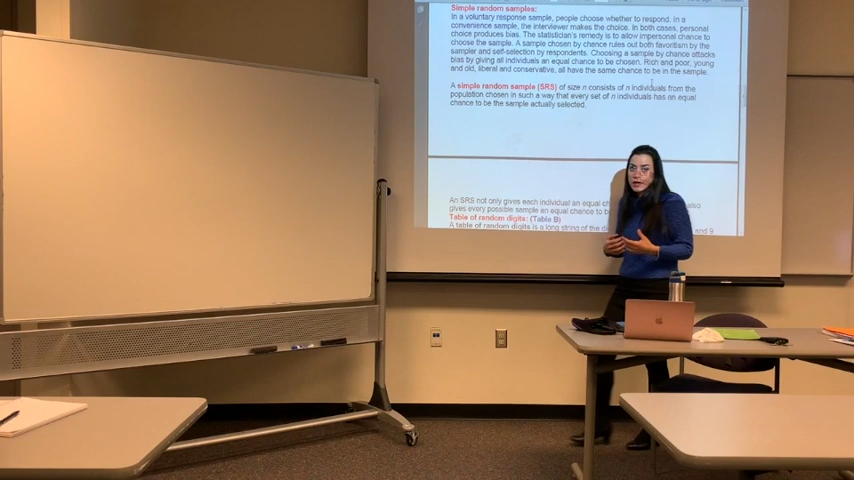 Simple random samples:
In a voluntary response sample, people choose whether to respond. In a
convenience sample, the interviewer makes the choice. In both cases, personal
choice produces bias. The statistician's remedy is to allow impersonal chance to
choose the sample. A sample chosen by chance rules out both favoritism by the
sampler and self-selection by respondents. Choosing a sample by chance attacks
bias by giving all individuals an equal chance to be chosen. Rich and poor, young
and old, liberal and conservative, all have the same chance to be in the sample.
A simple random sample (SRS) of size n consists of n individuals from the
population chosen in such a way that every set of n individuals has an equal
chance to be the sample actually selected.
An SRS not only gives each individual an equal also
gives every possible sample an equal chance to
Table of random digits: (Table B)
A table of random digits is a long string of the and 9